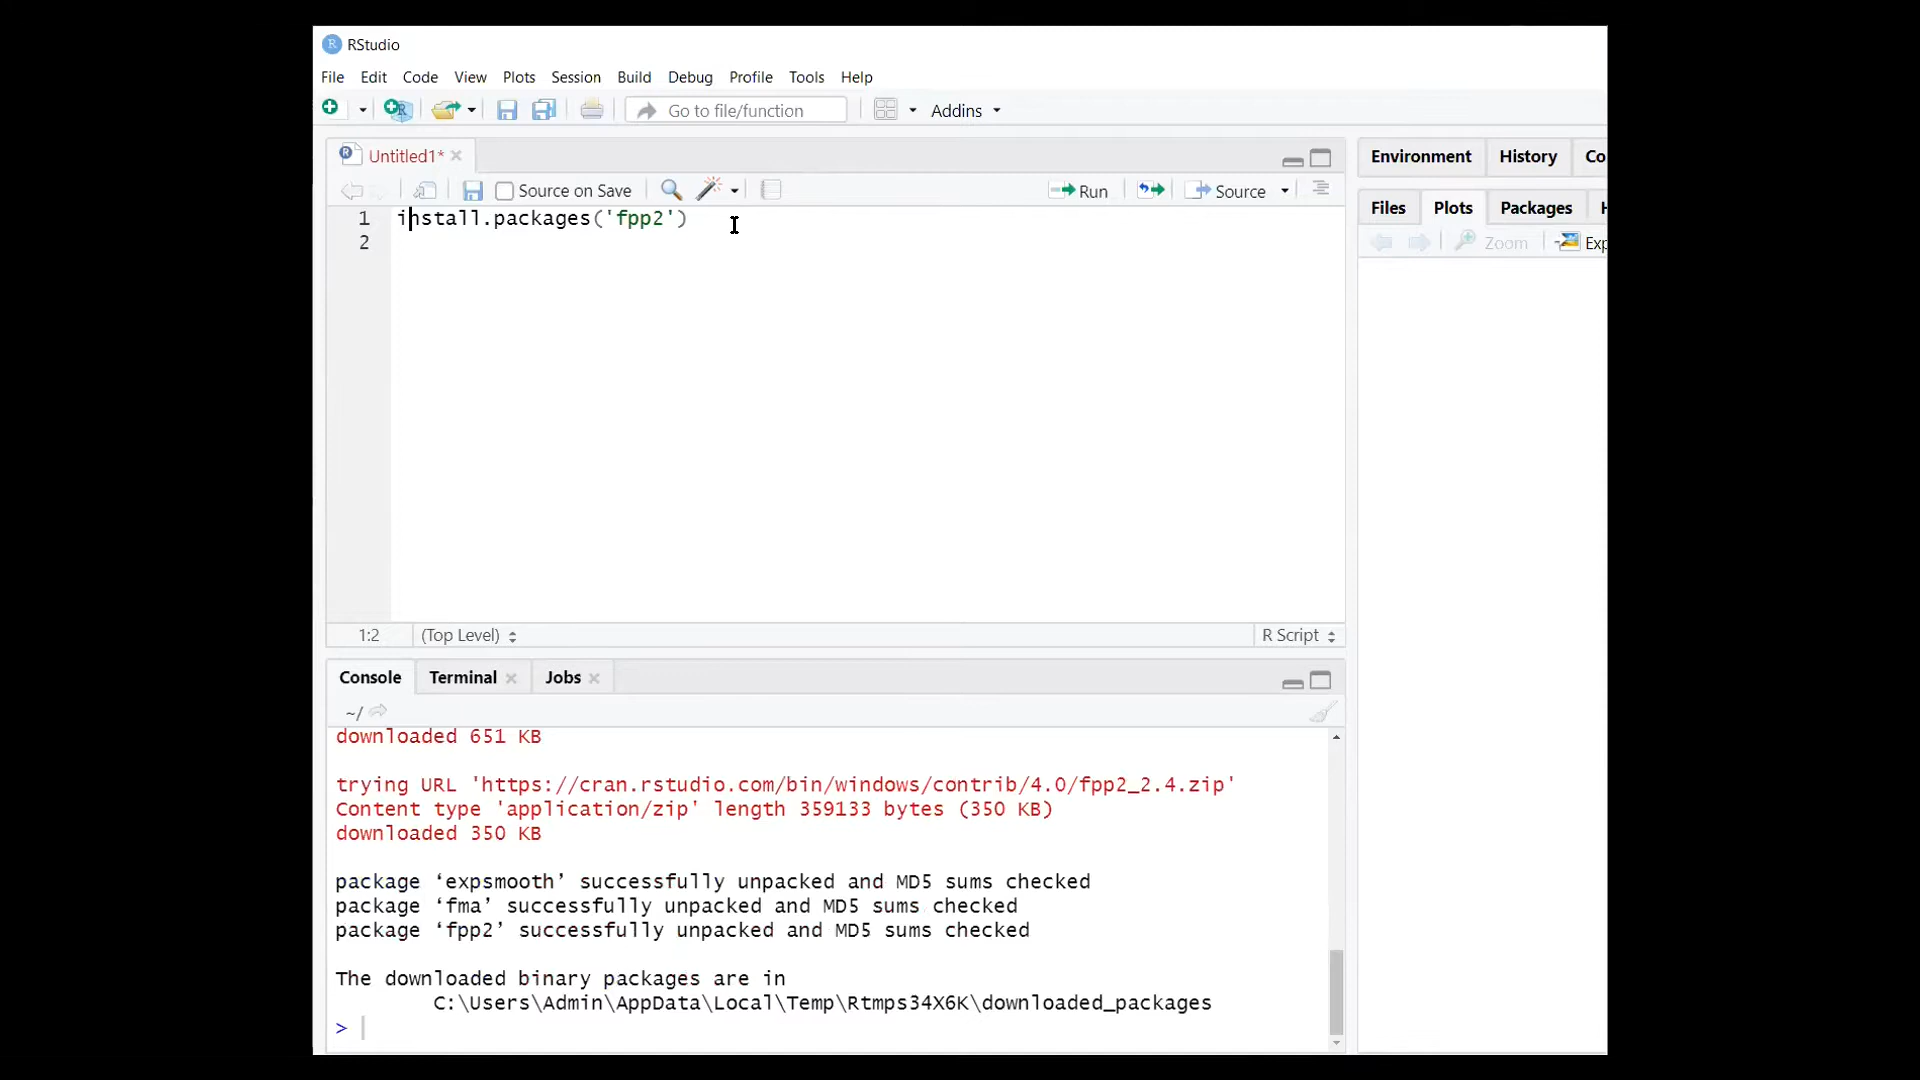 RStudio
File Edit Code View Plots Session Build Debug Profile Tools Help
Go to file/function Addins
Untitled1*
Source on Save Run Source
1 install.packages('fpp2')
2
1:2 (Top Level) R Script
Console Terminal Jobs
~/
downloaded 651 KB
trying URL 'https://cran.rstudio.com/bin/windows/contrib/4.0/fpp2_2.4.zip'
Content type 'application/zip' length 359133 bytes (350 KB)
downloaded 350 KB
package ‘expsmooth’ successfully unpacked and MD5 sums checked
package ‘fma’ successfully unpacked and MD5 sums checked
package ‘fpp2’ successfully unpacked and MD5 sums checked
The downloaded binary packages are in
C:\Users\Admin\AppData\Local\Temp\Rtmps34X6K\downloaded_packages
>
Environment History Co
Files Plots Packages H
Zoom Exp